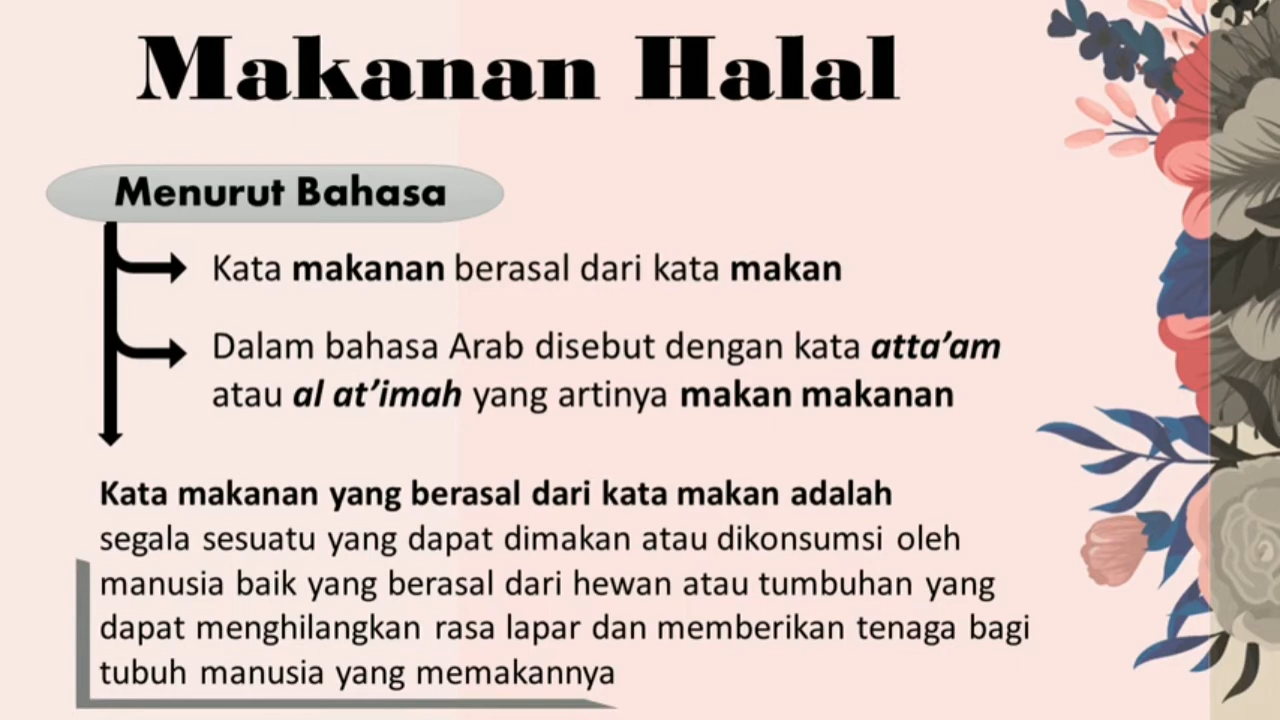 Makanan Halal
Menurut Bahasa
Kata makanan berasal dari kata makan
Dalam bahasa Arab disebut dengan kata atta’am
atau al at’imah yang artinya makan makanan
Kata makanan yang berasal dari kata makan adalah
segala sesuatu yang dapat dimakan atau dikonsumsi oleh
manusia baik yang berasal dari hewan atau tumbuhan yang
dapat menghilangkan rasa lapar dan memberikan tenaga bagi
tubuh manusia yang memakannya